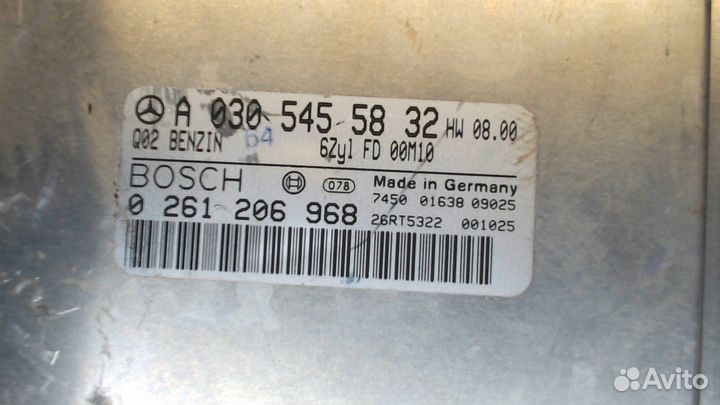 A 030 545 58 32 HW 08.00
Q02 BENZIN 64 6Zyl FD 00M10
BOSCH 078 Made in Germany
7450 01638 09025
0 261 206 968 26RT5322 001025
Avito